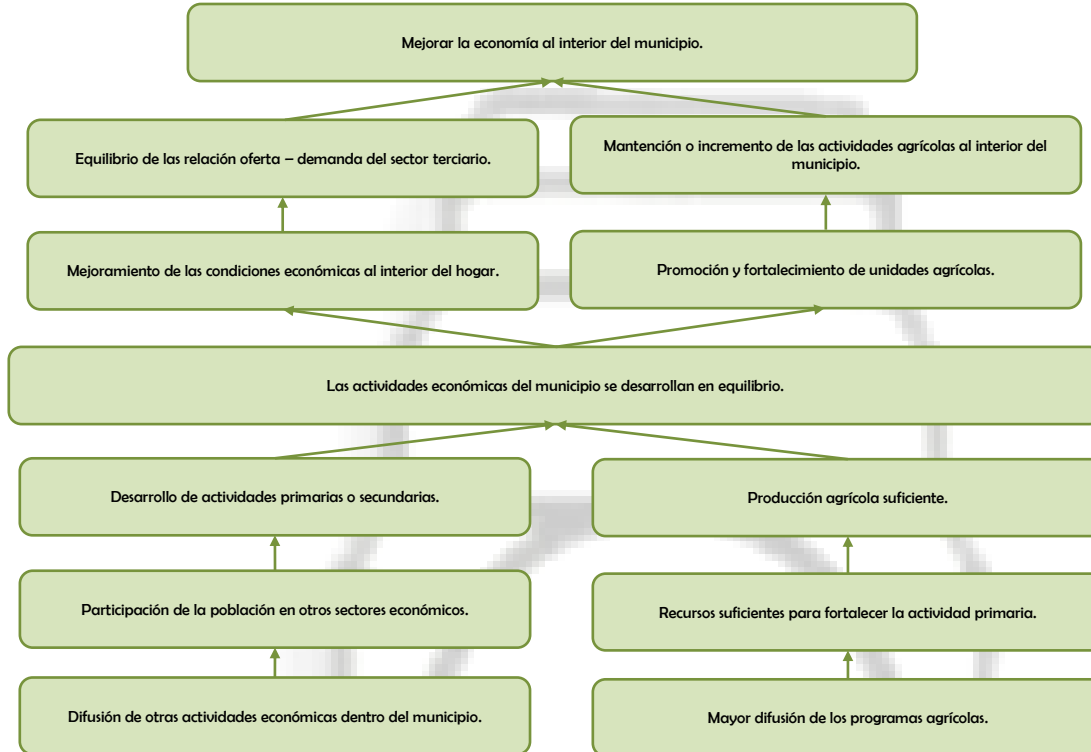 Mejorar la economía al interior del municipio.
Equilibrio de las relación oferta – demanda del sector terciario.
Mantención o incremento de las actividades agrícolas al interior del
municipio.
Mejoramiento de las condiciones económicas al interior del hogar.
Promoción y fortalecimiento de unidades agrícolas.
Las actividades económicas del municipio se desarrollan en equilibrio.
Desarrollo de actividades primarias o secundarias.
Producción agrícola suficiente.
Participación de la población en otros sectores económicos.
Recursos suficientes para fortalecer la actividad primaria.
Difusión de otras actividades económicas dentro del municipio.
Mayor difusión de los programas agrícolas.